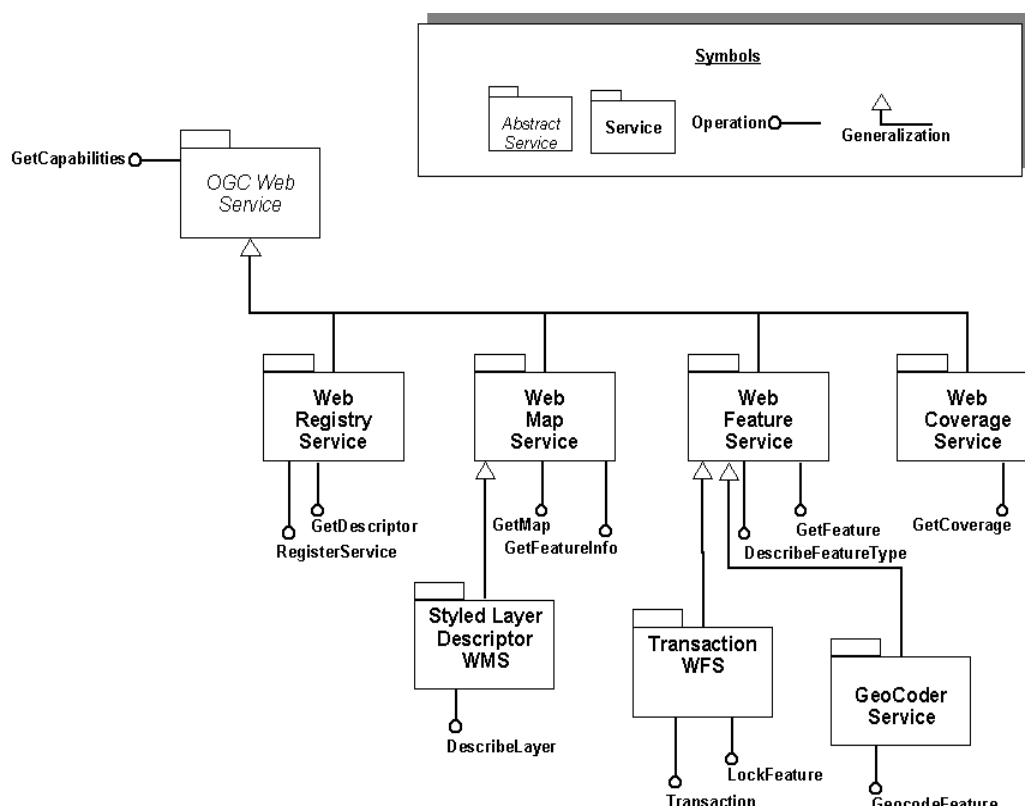 Symbols
Abstract
Service
Service
Operation
Generalization
GetCapabilities
OGC Web
Service
Web
Registry
Service
Web
Map
Service
Web
Feature
Service
Web
Coverage
Service
GetDescriptor
RegisterService
GetMap
GetFeatureInfo
GetFeature
DescribeFeatureType
GetCoverage
Styled Layer
Descriptor
WMS
Transaction
WFS
GeoCoder
Service
DescribeLayer
LockFeature
Transaction
GeocodeFeature